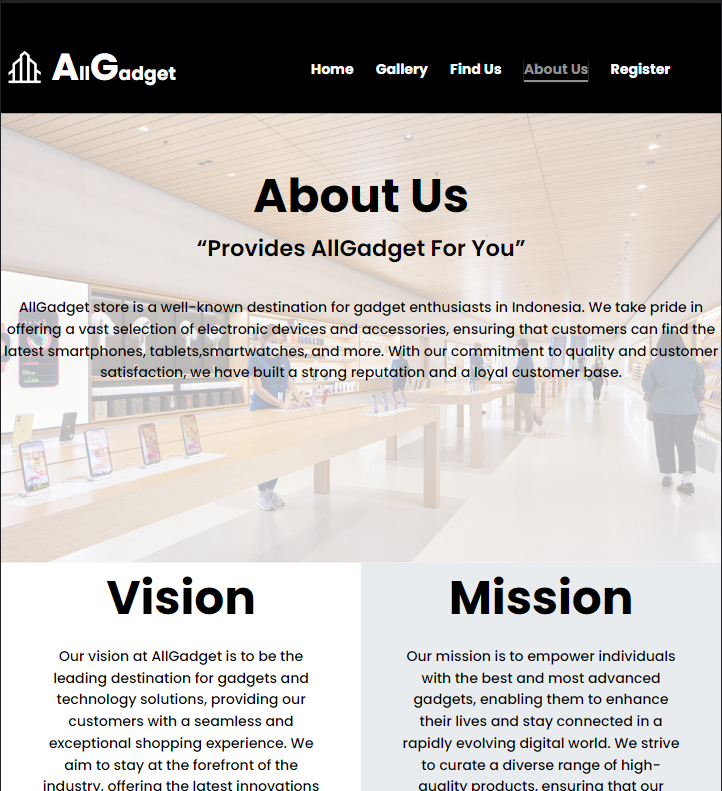 AllGadget
Home Gallery Find Us About Us Register
About Us
“Provides AllGadget For You”
AllGadget store is a well-known destination for gadget enthusiasts in Indonesia. We take pride in
offering a vast selection of electronic devices and accessories, ensuring that customers can find the
latest smartphones, tablets,smartwatches, and more. With our commitment to quality and customer
satisfaction, we have built a strong reputation and a loyal customer base.
Vision
Our vision at AllGadget is to be the
leading destination for gadgets and
technology solutions, providing our
customers with a seamless and
exceptional shopping experience. We
aim to stay at the forefront of the
industry, offering the latest innovations
Mission
Our mission is to empower individuals
with the best and most advanced
gadgets, enabling them to enhance
their lives and stay connected in a
rapidly evolving digital world. We strive
to curate a diverse range of high-
quality products, ensuring that our